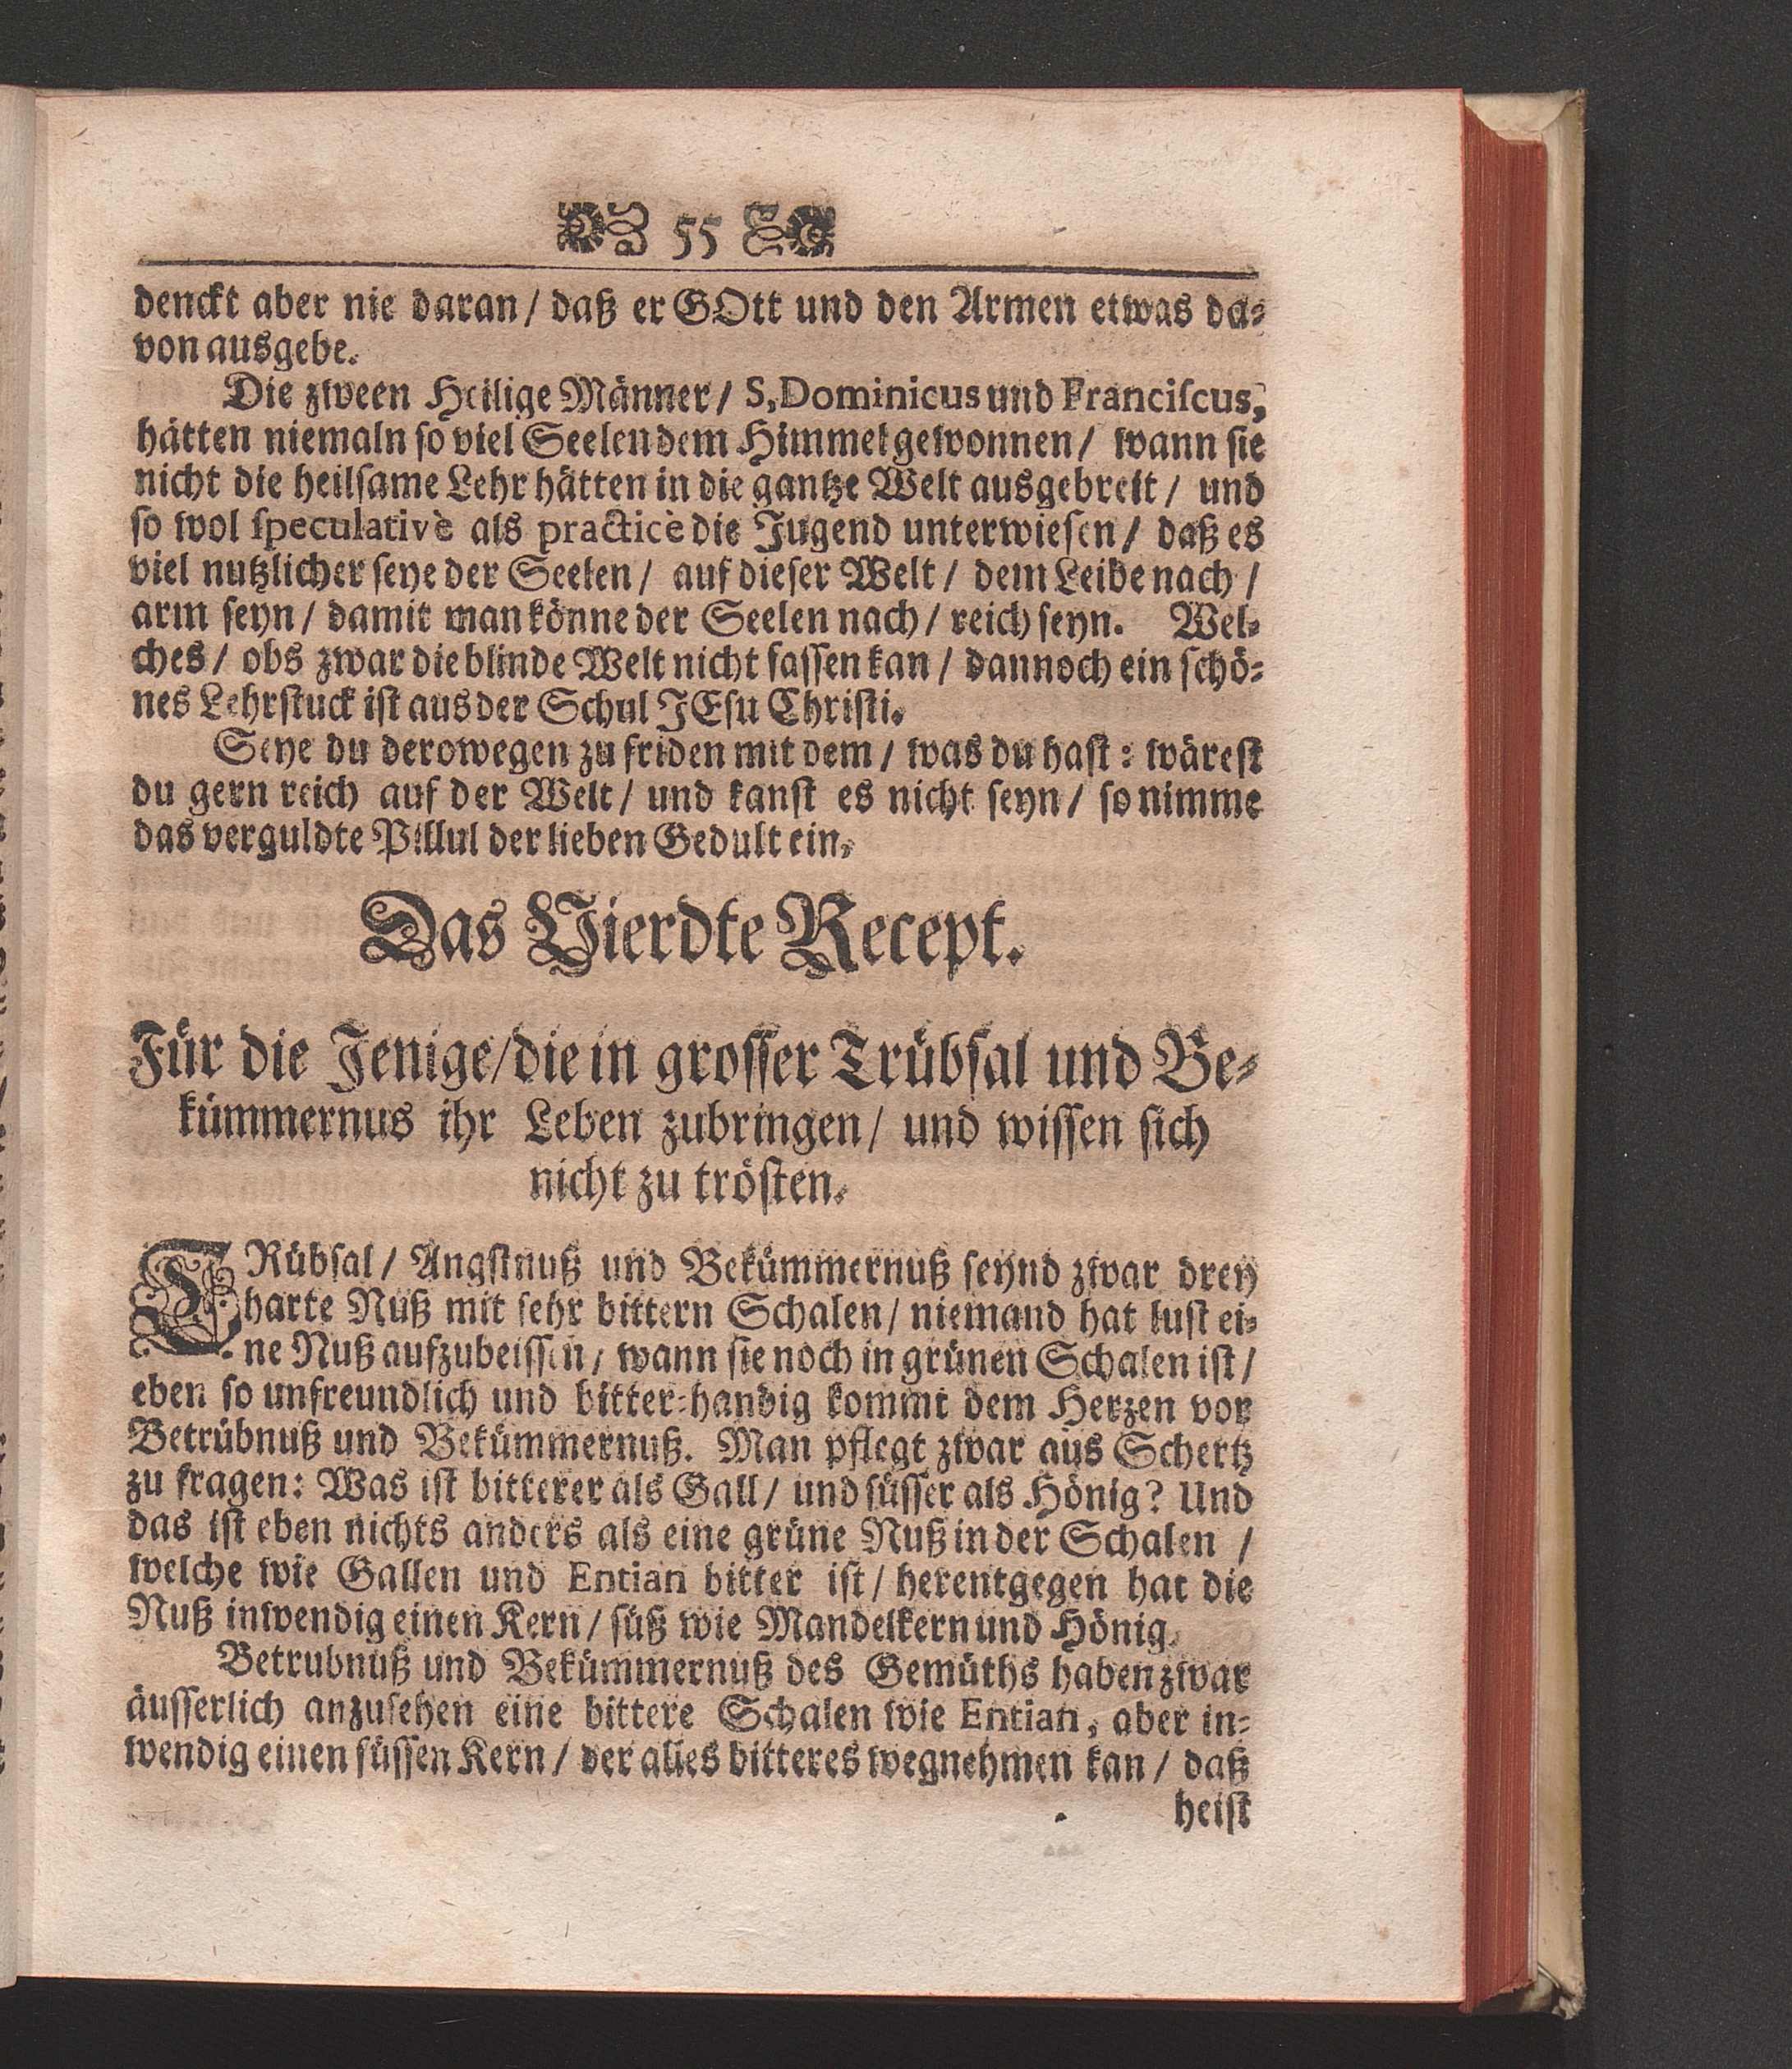 55
denckt aber nie daran / daß er GOtt und den Armen etwas da-
von ausgebe.
Die zween Heilige Männer / S. Dominicus und Franciſcus,
hätten niemaln ſo viel Seelen dem Himmel gewonnen / wann ſie
nicht die heilſame Lehr hätten in die gantze Welt ausgebreit / und
ſo wol ſpeculativè als practicè die Jugend unterwieſen / daß es
viel nutzlicher ſeye der Seelen / auf dieſer Welt / dem Leibe nach /
arm ſeyn / damit man könne der Seelen nach / reich ſeyn. Wel-
ches / obs zwar die blinde Welt nicht faſſen kan / dannoch ein ſchö-
nes Lehrſtuck iſt aus der Schul JEſu Chriſti.
Seye du derowegen zu friden mit dem / was du haſt: wäreſt
du gern reich auf der Welt / und kanſt es nicht ſeyn / ſo nimme
das verguldte Pillul der lieben Gedult ein.
Das Vierdte Recept.
Für die Jenige / die in groſſer Trübſal und Be-
kümmernus ihr Leben zubringen / und wiſſen ſich
nicht zu tröſten.
TRübſal / Angſtnuß und Bekümmernuß ſeynd zwar drey
harte Nuß mit ſehr bittern Schalen / niemand hat luſt ei-
ne Nuß aufzubeiſſen / wann ſie noch in grünen Schalen iſt /
eben ſo unfreundlich und bitter-handig kommt dem Herzen vor
Betrübnuß und Bekümmernuß. Man pflegt zwar aus Schertz
zu fragen: Was iſt bitterer als Gall / und ſüſſer als Hönig? Und
das iſt eben nichts anders als eine grüne Nuß in der Schalen /
welche wie Gallen und Entian bitter iſt / herentgegen hat die
Nuß inwendig einen Kern / ſüß wie Mandelkern und Hönig.
Betrubnuß und Bekümmernuß des Gemüths haben zwar
äuſſerlich anzuſehen eine bittere Schalen wie Entian, aber in-
wendig einen ſüſſen Kern / der alles bitteres wegnehmen kan / daß
heiſt